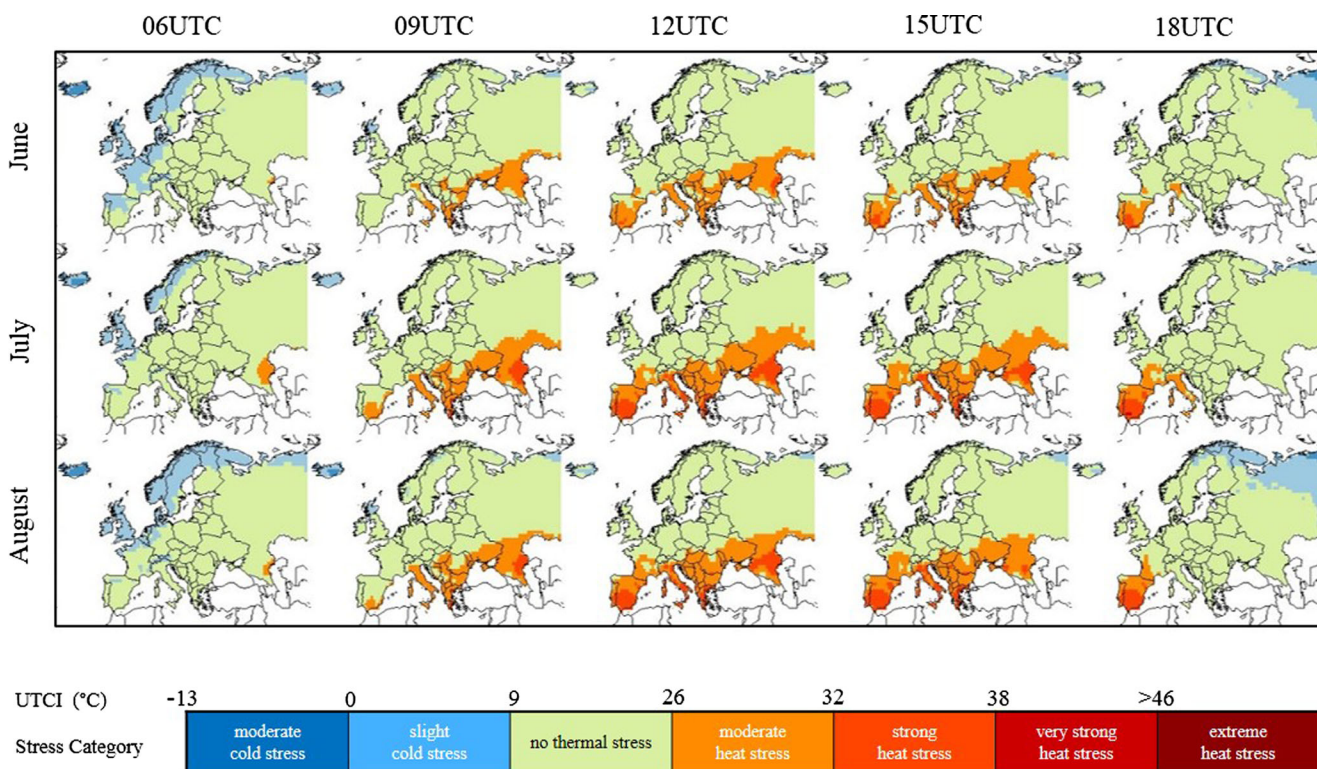 06UTC 09UTC 12UTC 15UTC 18UTC
June
July
August
UTCI (°C) -13 0 9 26 32 38 >46
Stress Category
moderate cold stress
slight cold stress
no thermal stress
moderate heat stress
strong heat stress
very strong heat stress
extreme heat stress